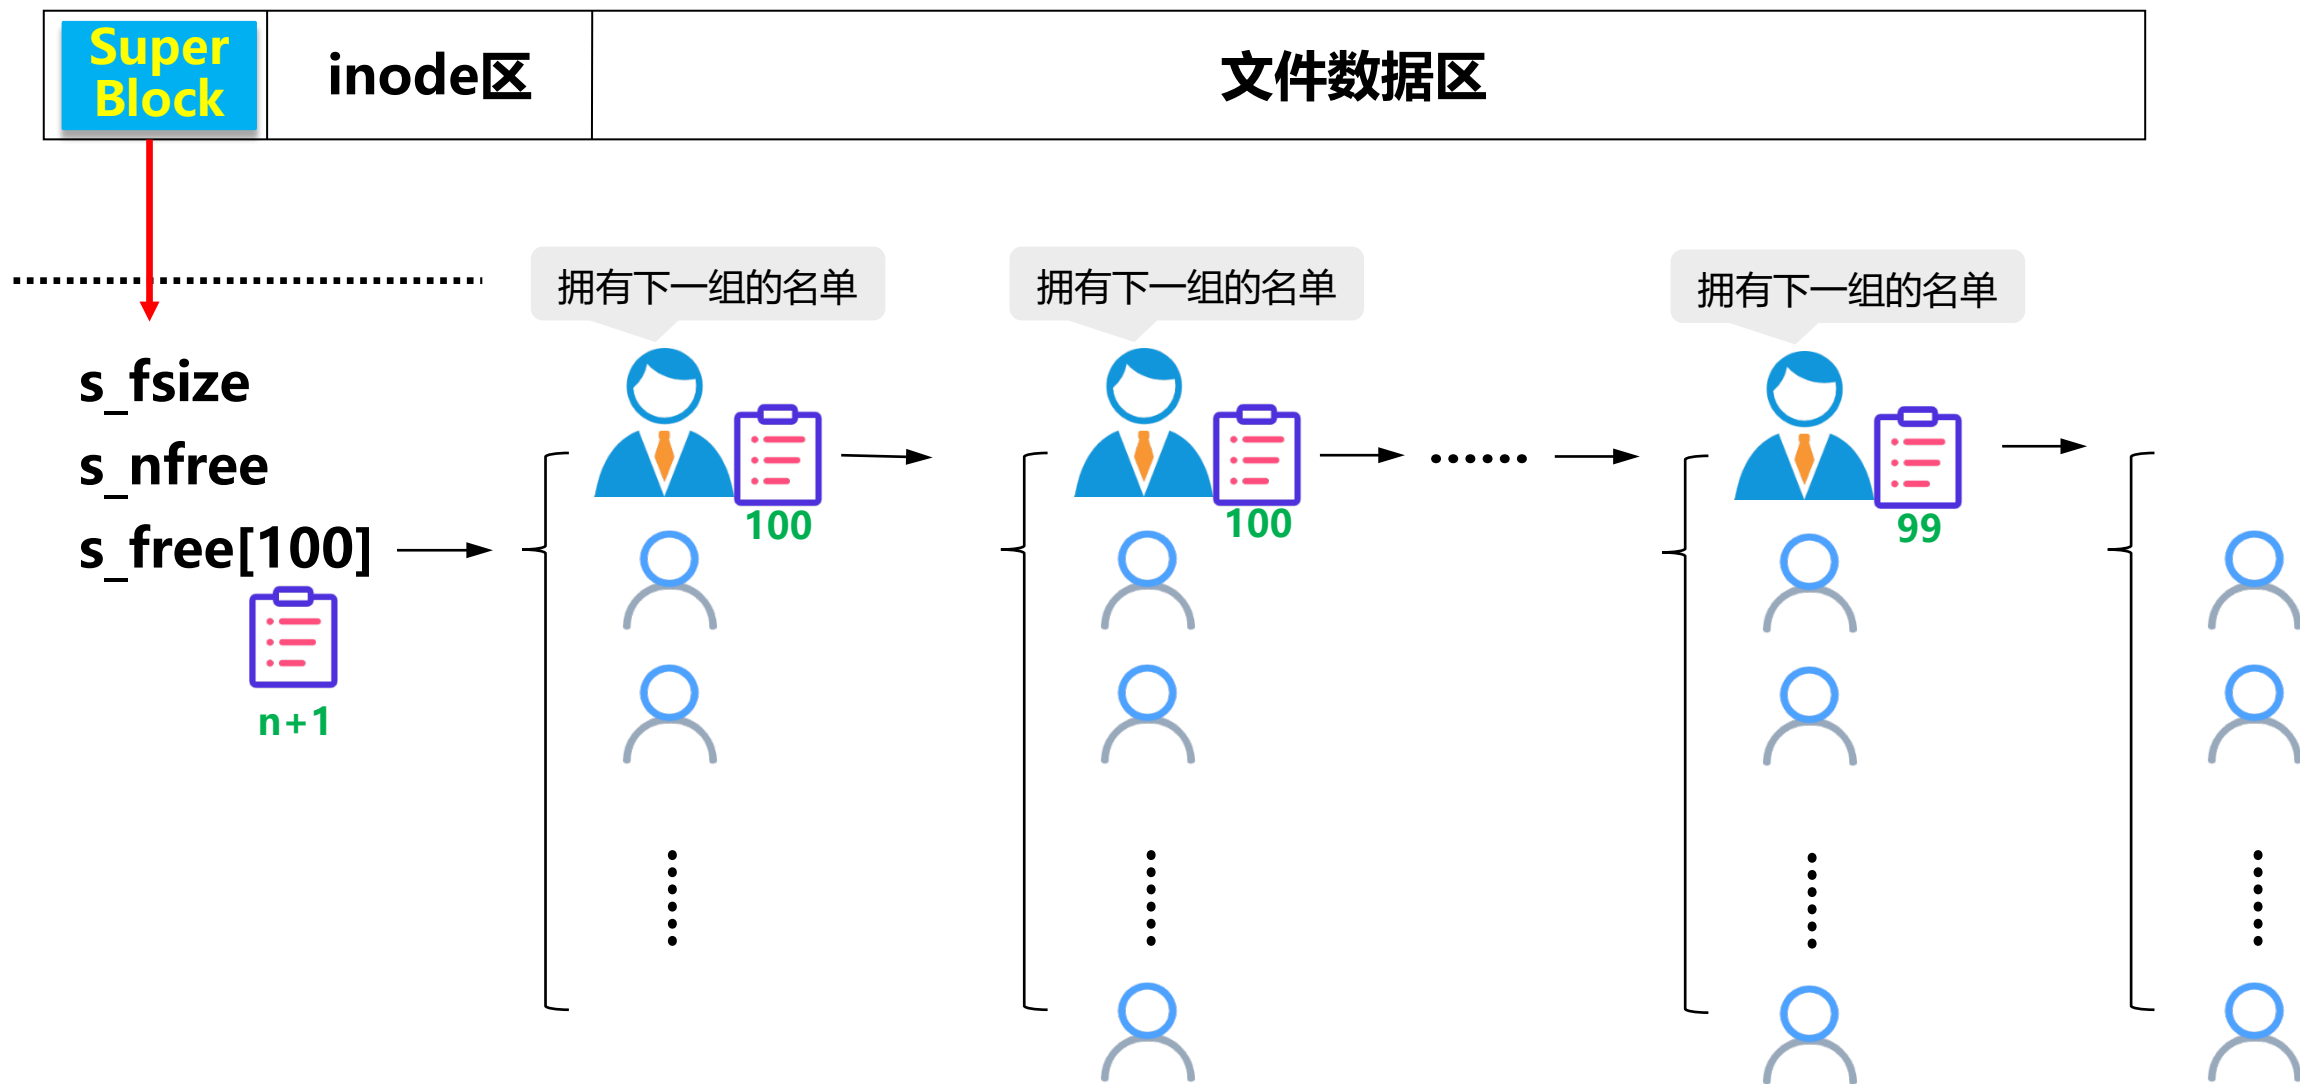 Super
Block
inode区
文件数据区
拥有下一组的名单
拥有下一组的名单
拥有下一组的名单
s_fsize
s_nfree
s_free[100]
n+1
100
100
99